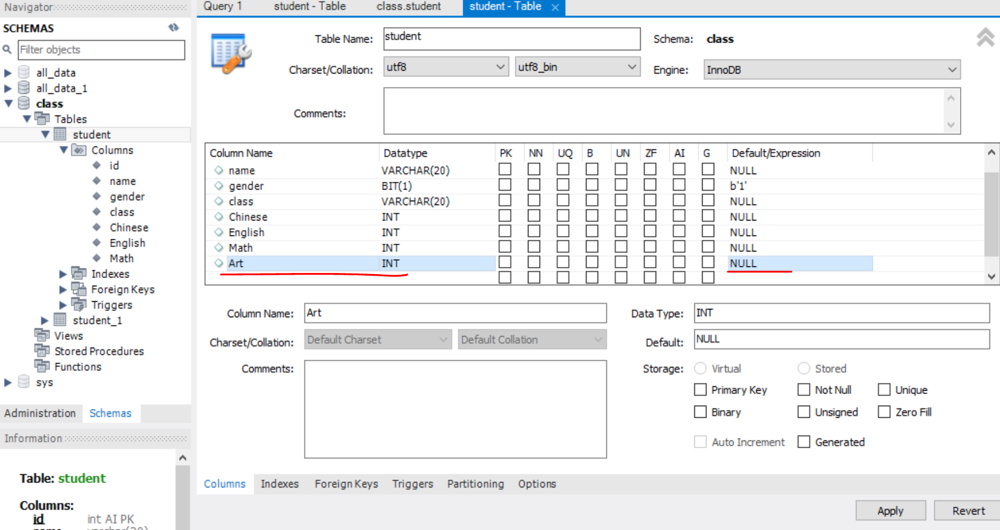 Navigator
SCHEMAS
Filter objects
all_data
all_data_1
class
Tables
student
Columns
id
name
gender
class
Chinese
English
Math
Indexes
Foreign Keys
Triggers
student_1
Views
Stored Procedures
Functions
sys
Administration Schemas
Information
Table: student
Columns:
id int AI PK
name varchar(20)
Query 1 student - Table class.student student - Table
Table Name: student Schema: class
Charset/Collation: utf8 utf8_bin Engine: InnoDB
Comments:
Column Name Datatype PK NN UQ B UN ZF AI G Default/Expression
name VARCHAR(20) NULL
gender BIT(1) b'1'
class VARCHAR(20) NULL
Chinese INT NULL
English INT NULL
Math INT NULL
Art INT NULL
Column Name: Art Data Type: INT
Charset/Collation: Default Charset Default Collation Default: NULL
Comments: Storage: Virtual Stored
Primary Key Not Null Unique
Binary Unsigned Zero Fill
Auto Increment Generated
Columns Indexes Foreign Keys Triggers Partitioning Options
Apply Revert